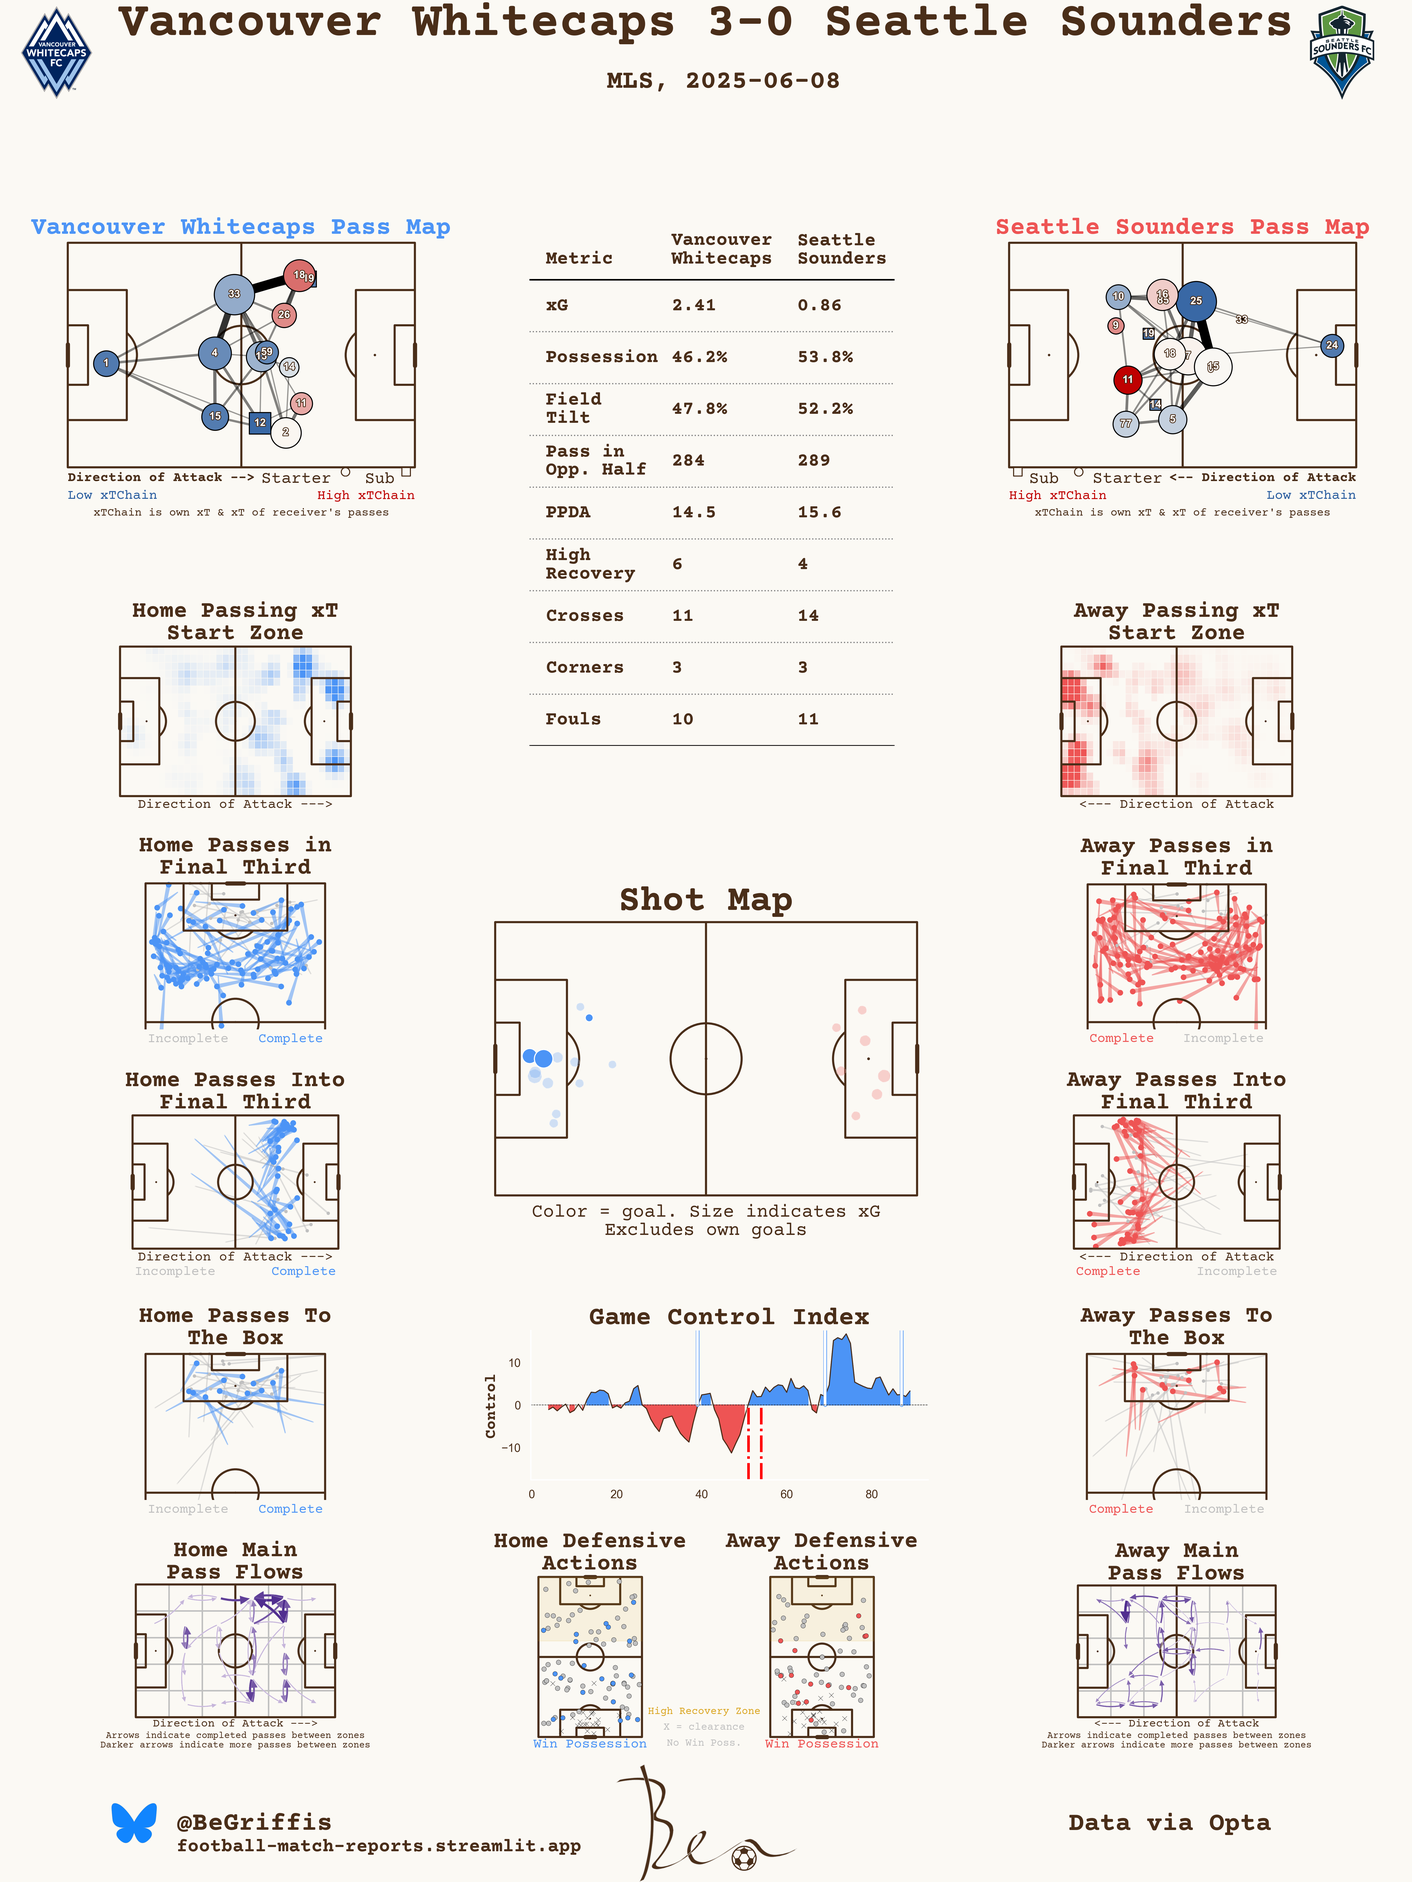 Vancouver Whitecaps 3-0 Seattle Sounders
MLS, 2025-06-08
VANCOUVER
WHITECAPS
FC
SEATTLE
SOUNDERS FC
Vancouver Whitecaps Pass Map
1
33
18
19
26
4
59
14
11
15
12
2
Direction of Attack --> Starter Sub
Low xTChain High xTChain
xTChain is own xT & xT of receiver's passes
Metric Vancouver Whitecaps Seattle Sounders
xG 2.41 0.86
Possession 46.2% 53.8%
Field Tilt 47.8% 52.2%
Pass in Opp. Half 284 289
PPDA 14.5 15.6
High Recovery 6 4
Crosses 11 14
Corners 3 3
Fouls 10 11
Seattle Sounders Pass Map
10
16
25
33
9
19
18
7
15
24
11
14
77
5
Sub Starter <-- Direction of Attack
High xTChain Low xTChain
xTChain is own xT & xT of receiver's passes
Home Passing xT
Start Zone
Direction of Attack --->
Away Passing xT
Start Zone
<--- Direction of Attack
Home Passes in
Final Third
Incomplete Complete
Away Passes in
Final Third
Complete Incomplete
Shot Map
Color = goal. Size indicates xG
Excludes own goals
Home Passes Into
Final Third
Direction of Attack --->
Incomplete Complete
Away Passes Into
Final Third
<--- Direction of Attack
Complete Incomplete
Home Passes To
The Box
Incomplete Complete
Game Control Index
Control
10
0
−10
0 20 40 60 80
Away Passes To
The Box
Complete Incomplete
Home Main
Pass Flows
Direction of Attack --->
Arrows indicate completed passes between zones
Darker arrows indicate more passes between zones
Home Defensive
Actions
Win Possession
Away Defensive
Actions
Win Possession
High Recovery Zone
X = clearance
No Win Poss.
Away Main
Pass Flows
<--- Direction of Attack
Arrows indicate completed passes between zones
Darker arrows indicate more passes between zones
@BeGriffis
football-match-reports.streamlit.app
Ben
Data via Opta